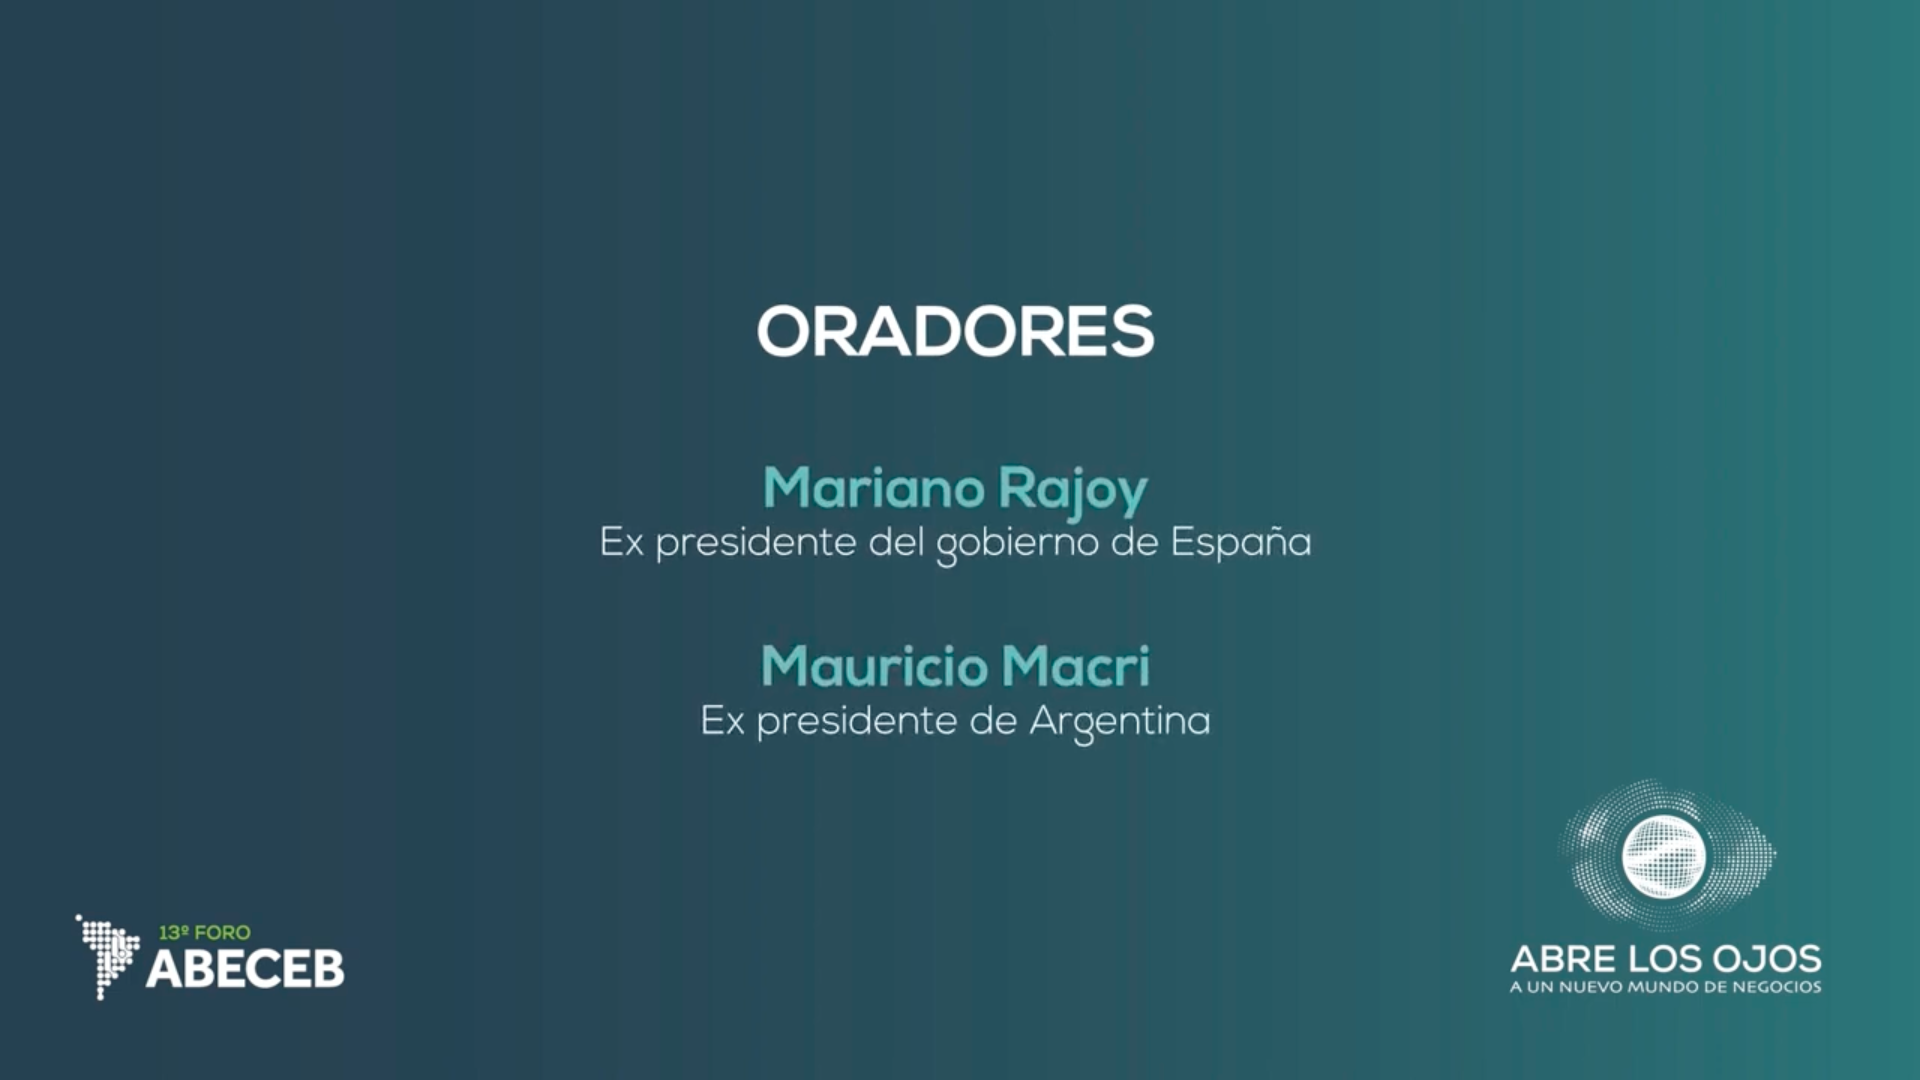 ORADORES
Mariano Rajoy
Ex presidente del gobierno de España
Mauricio Macri
Ex presidente de Argentina
13º FORO
ABECEB
ABRE LOS OJOS
A UN NUEVO MUNDO DE NEGOCIOS